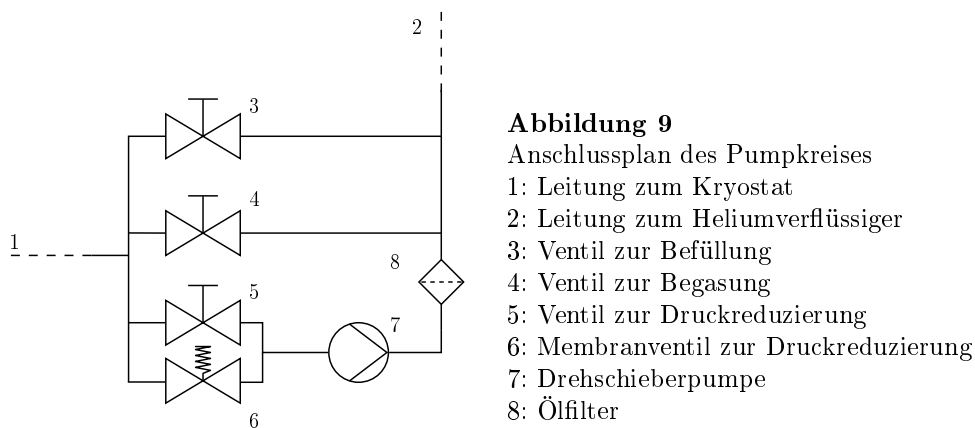 2
3
4
1
8
5
7
6
Abbildung 9
Anschlussplan des Pumpkreises
1: Leitung zum Kryostat
2: Leitung zum Heliumverflüssiger
3: Ventil zur Befüllung
4: Ventil zur Begasung
5: Ventil zur Druckreduzierung
6: Membranventil zur Druckreduzierung
7: Drehschieberpumpe
8: Ölfilter